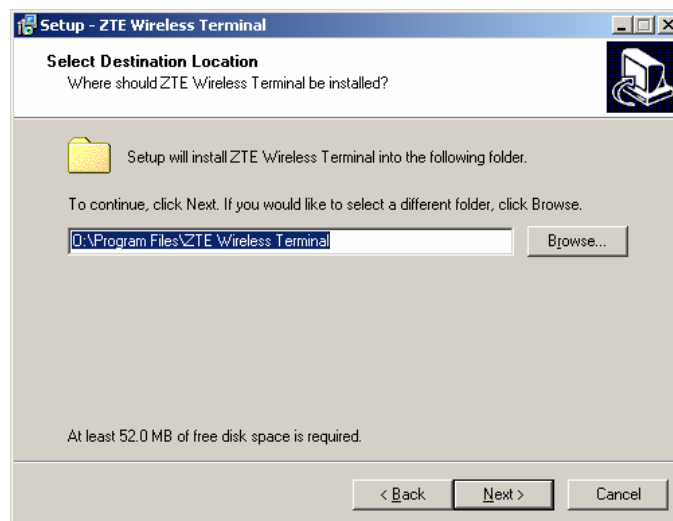 Setup - ZTE Wireless Terminal
Select Destination Location
Where should ZTE Wireless Terminal be installed?
Setup will install ZTE Wireless Terminal into the following folder.
To continue, click Next. If you would like to select a different folder, click Browse.
O:\Program Files\ZTE Wireless Terminal
Browse...
At least 52.0 MB of free disk space is required.
< Back
Next >
Cancel